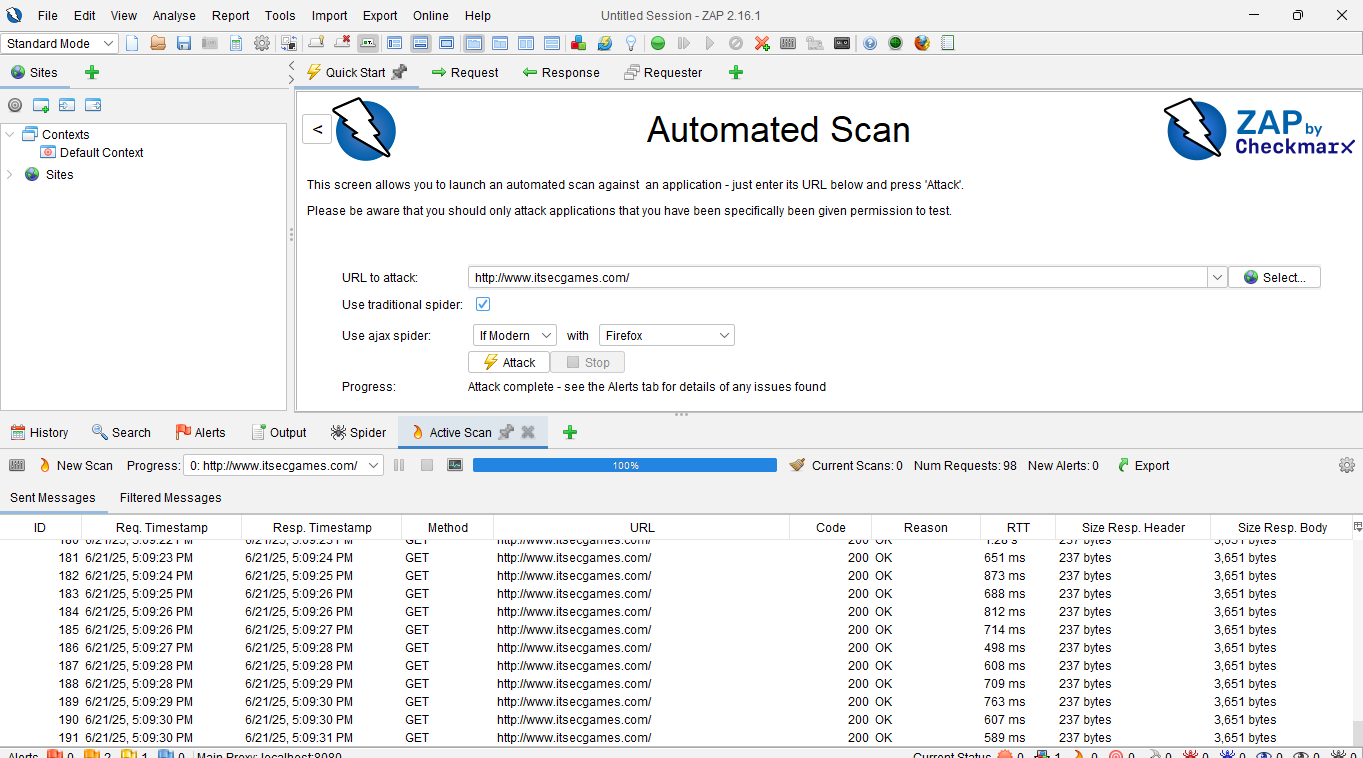 File Edit View Analyse Report Tools Import Export Online Help Untitled Session - ZAP 2.16.1
Standard Mode
Sites Quick Start Request Response Requester
Contexts
Default Context
Sites
<
Automated Scan
ZAP by
Checkmarx
This screen allows you to launch an automated scan against  an application - just enter its URL below and press 'Attack'.
Please be aware that you should only attack applications that you have been specifically been given permission to test.
URL to attack: http://www.itsecgames.com/ Select...
Use traditional spider:
Use ajax spider: If Modern with Firefox
Attack Stop
Progress: Attack complete - see the Alerts tab for details of any issues found
History Search Alerts Output Spider Active Scan
New Scan Progress: 0: http://www.itsecgames.com/ 100% Current Scans: 0 Num Requests: 98 New Alerts: 0 Export
Sent Messages Filtered Messages
ID Req. Timestamp Resp. Timestamp Method URL Code Reason RTT Size Resp. Header Size Resp. Body
180 6/21/25, 5:09:22 PM 6/21/25, 5:09:23 PM GET http://www.itsecgames.com/ 200 OK 1.28 s 237 bytes 3,651 bytes
181 6/21/25, 5:09:23 PM 6/21/25, 5:09:24 PM GET http://www.itsecgames.com/ 200 OK 651 ms 237 bytes 3,651 bytes
182 6/21/25, 5:09:24 PM 6/21/25, 5:09:25 PM GET http://www.itsecgames.com/ 200 OK 873 ms 237 bytes 3,651 bytes
183 6/21/25, 5:09:25 PM 6/21/25, 5:09:26 PM GET http://www.itsecgames.com/ 200 OK 688 ms 237 bytes 3,651 bytes
184 6/21/25, 5:09:26 PM 6/21/25, 5:09:26 PM GET http://www.itsecgames.com/ 200 OK 812 ms 237 bytes 3,651 bytes
185 6/21/25, 5:09:26 PM 6/21/25, 5:09:27 PM GET http://www.itsecgames.com/ 200 OK 714 ms 237 bytes 3,651 bytes
186 6/21/25, 5:09:27 PM 6/21/25, 5:09:28 PM GET http://www.itsecgames.com/ 200 OK 498 ms 237 bytes 3,651 bytes
187 6/21/25, 5:09:28 PM 6/21/25, 5:09:28 PM GET http://www.itsecgames.com/ 200 OK 608 ms 237 bytes 3,651 bytes
188 6/21/25, 5:09:28 PM 6/21/25, 5:09:29 PM GET http://www.itsecgames.com/ 200 OK 709 ms 237 bytes 3,651 bytes
189 6/21/25, 5:09:29 PM 6/21/25, 5:09:30 PM GET http://www.itsecgames.com/ 200 OK 763 ms 237 bytes 3,651 bytes
190 6/21/25, 5:09:30 PM 6/21/25, 5:09:30 PM GET http://www.itsecgames.com/ 200 OK 607 ms 237 bytes 3,651 bytes
191 6/21/25, 5:09:30 PM 6/21/25, 5:09:31 PM GET http://www.itsecgames.com/ 200 OK 589 ms 237 bytes 3,651 bytes
Alerts 0 2 1 0 Main Proxy: localhost:8080 Current Status 0 1 0 0 0 0 0 0 0 0